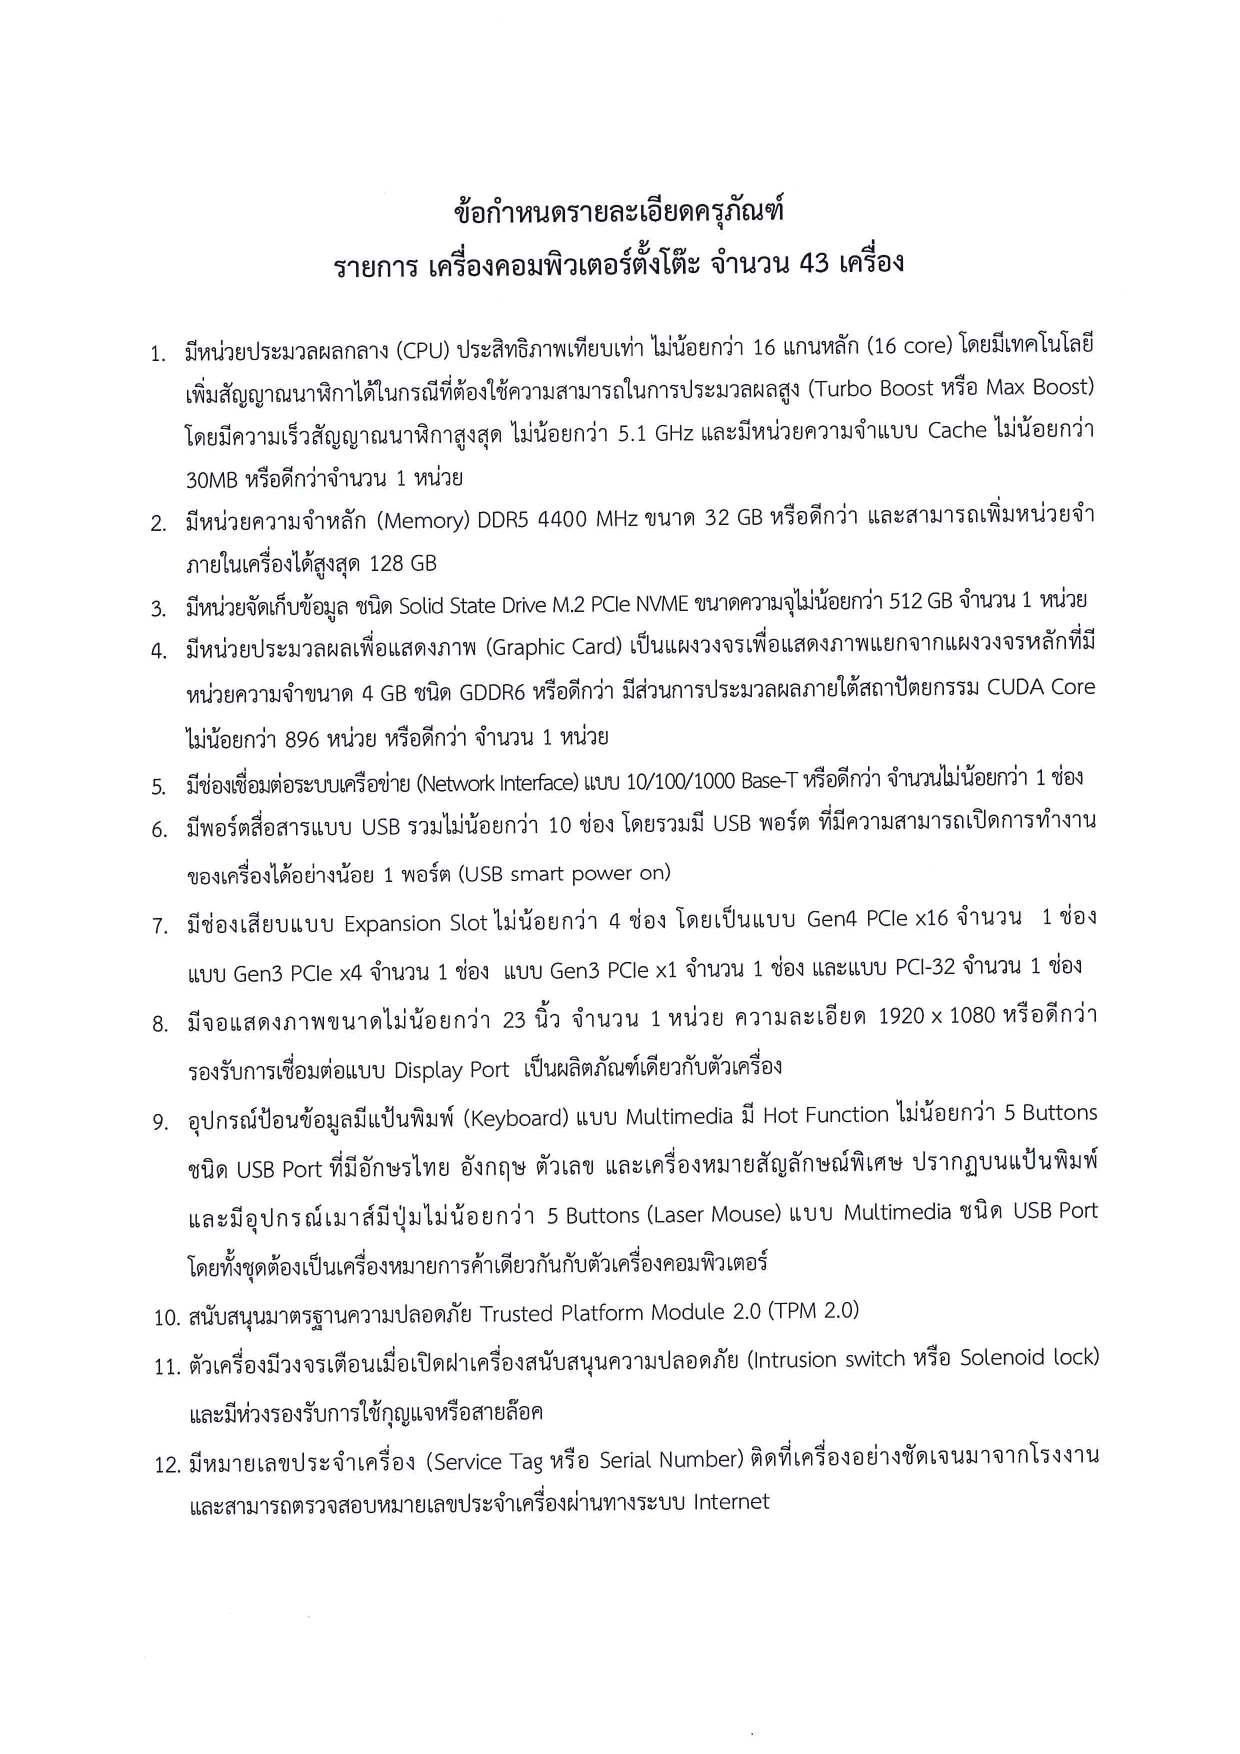 ข้อกำหนดรายละเอียดครุภัณฑ์
รายการ เครื่องคอมพิวเตอร์ตั้งโต๊ะ จำนวน 43 เครื่อง
1. มีหน่วยประมวลผลกลาง (CPU) ประสิทธิภาพเทียบเท่า ไม่น้อยกว่า 16 แกนหลัก (16 core) โดยมีเทคโนโลยี
เพิ่มสัญญาณนาฬิกาได้ในกรณีที่ต้องใช้ความสามารถในการประมวลผลสูง (Turbo Boost หรือ Max Boost)
โดยมีความเร็วสัญญาณนาฬิกาสูงสุด ไม่น้อยกว่า 5.1 GHz และมีหน่วยความจำแบบ Cache ไม่น้อยกว่า
30MB หรือดีกว่าจำนวน 1 หน่วย
2. มีหน่วยความจำหลัก (Memory) DDR5 4400 MHz ขนาด 32 GB หรือดีกว่า และสามารถเพิ่มหน่วยจำ
ภายในเครื่องได้สูงสุด 128 GB
3. มีหน่วยจัดเก็บข้อมูล ชนิด Solid State Drive M.2 PCIe NVME ขนาดความจุไม่น้อยกว่า 512 GB จำนวน 1 หน่วย
4. มีหน่วยประมวลผลเพื่อแสดงภาพ (Graphic Card) เป็นแผงวงจรเพื่อแสดงภาพแยกจากแผงวงจรหลักที่มี
หน่วยความจำขนาด 4 GB ชนิด GDDR6 หรือดีกว่า มีส่วนการประมวลผลภายใต้สถาปัตยกรรม CUDA Core
ไม่น้อยกว่า 896 หน่วย หรือดีกว่า จำนวน 1 หน่วย
5. มีช่องเชื่อมต่อระบบเครือข่าย (Network Interface) แบบ 10/100/1000 Base-T หรือดีกว่า จำนวนไม่น้อยกว่า 1 ช่อง
6. มีพอร์ตสื่อสารแบบ USB รวมไม่น้อยกว่า 10 ช่อง โดยรวมมี USB พอร์ต ที่มีความสามารถเปิดการทำงาน
ของเครื่องได้อย่างน้อย 1 พอร์ต (USB smart power on)
7. มีช่องเสียบแบบ Expansion Slot ไม่น้อยกว่า 4 ช่อง โดยเป็นแบบ Gen4 PCIe x16 จำนวน 1 ช่อง
แบบ Gen3 PCIe x4 จำนวน 1 ช่อง แบบ Gen3 PCIe x1 จำนวน 1 ช่อง และแบบ PCI-32 จำนวน 1 ช่อง
8. มีจอแสดงภาพขนาดไม่น้อยกว่า 23 นิ้ว จำนวน 1 หน่วย ความละเอียด 1920 x 1080 หรือดีกว่า
รองรับการเชื่อมต่อแบบ Display Port เป็นผลิตภัณฑ์เดียวกับตัวเครื่อง
9. อุปกรณ์ป้อนข้อมูลมีแป้นพิมพ์ (Keyboard) แบบ Multimedia มี Hot Function ไม่น้อยกว่า 5 Buttons
ชนิด USB Port ที่มีอักษรไทย อังกฤษ ตัวเลข และเครื่องหมายสัญลักษณ์พิเศษ ปรากฏบนแป้นพิมพ์
และมีอุปกรณ์เมาส์มีปุ่มไม่น้อยกว่า 5 Buttons (Laser Mouse) แบบ Multimedia ชนิด USB Port
โดยทั้งชุดต้องเป็นเครื่องหมายการค้าเดียวกันกับตัวเครื่องคอมพิวเตอร์
10. สนับสนุนมาตรฐานความปลอดภัย Trusted Platform Module 2.0 (TPM 2.0)
11. ตัวเครื่องมีวงจรเตือนเมื่อเปิดฝาเครื่องสนับสนุนความปลอดภัย (Intrusion switch หรือ Solenoid lock)
และมีห่วงรองรับการใช้กุญแจหรือสายล๊อค
12. มีหมายเลขประจำเครื่อง (Service Tag หรือ Serial Number) ติดที่เครื่องอย่างชัดเจนมาจากโรงงาน
และสามารถตรวจสอบหมายเลขประจำเครื่องผ่านทางระบบ Internet